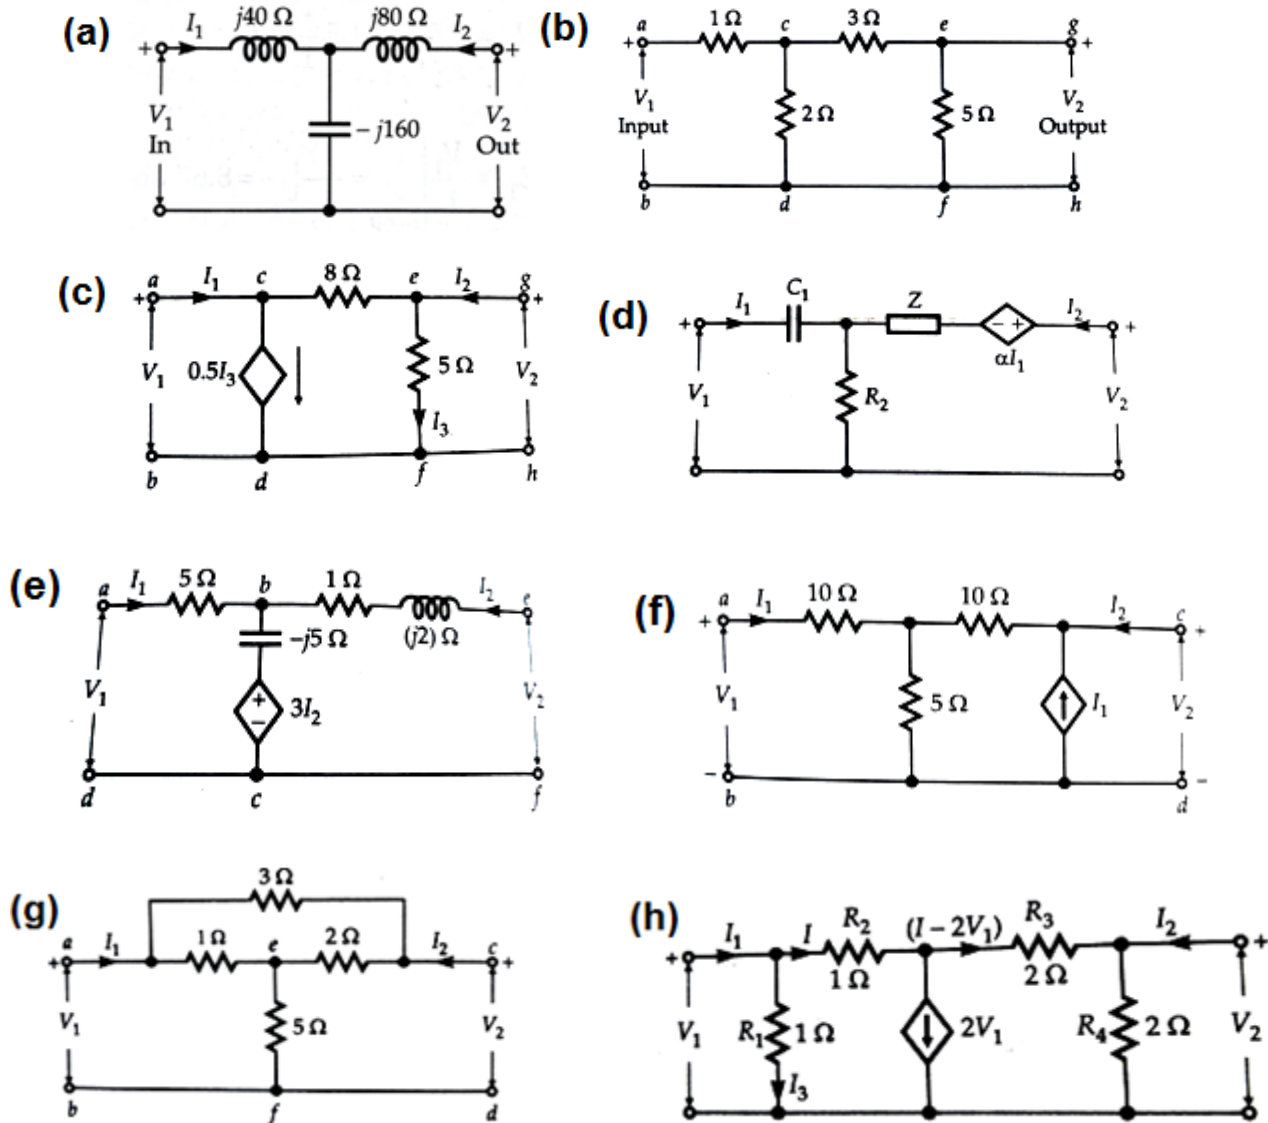 (a)
I₁ j40 Ω j80 Ω I₂
+ +
V₁ In
− j160
V₂ Out
(b)
a 1 Ω c 3 Ω e g
+ +
V₁ Input
2 Ω
5 Ω
V₂ Output
b d f h
(c)
a I₁ c 8 Ω e I₂ g
+ +
V₁ 0.5I₃ 5 Ω V₂
I₃
b d f h
(d)
I₁ C₁ Z I₂
+ − + +
αI₁
V₁ R₂ V₂
(e)
a I₁ 5 Ω b 1 Ω I₂ e
−j5 Ω (j2) Ω
V₁ + − 3I₂ V₂
d c f
(f)
a I₁ 10 Ω 10 Ω I₂ c
+ +
V₁ 5 Ω I₁ V₂
− −
b d
(g)
3 Ω
a I₁ 1 Ω e 2 Ω I₂ c
+ +
V₁ 5 Ω V₂
b f d
(h)
I₁ I R₂ (I − 2V₁) R₃ I₂
+ 1 Ω 2 Ω +
V₁ R₁ 1 Ω 2V₁ R₄ 2 Ω V₂
I₃